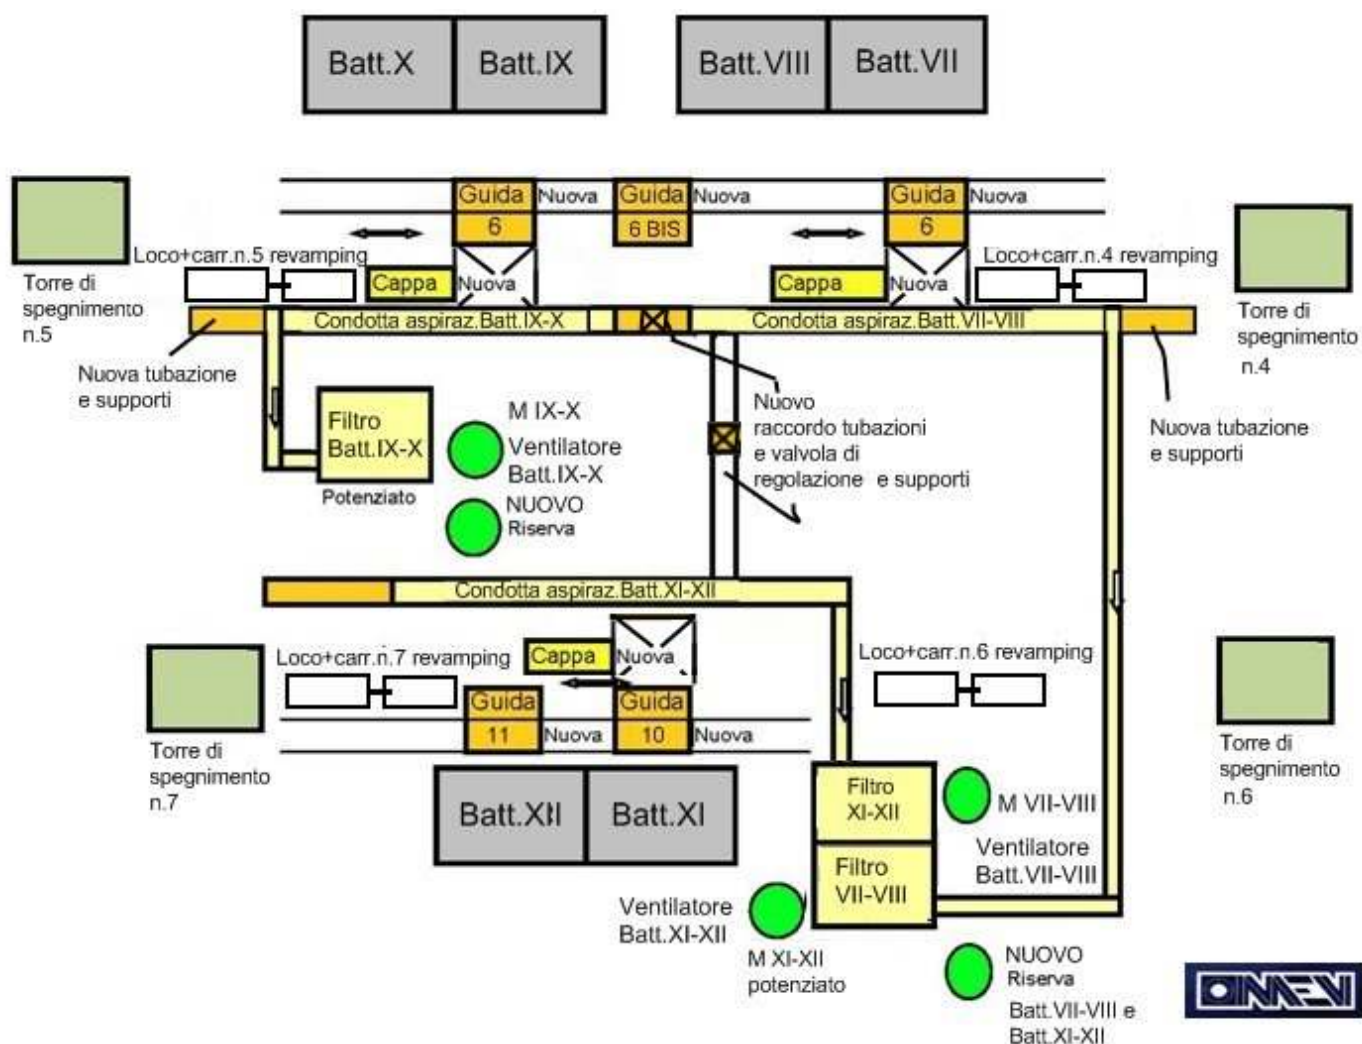 Batt.X
Batt.IX
Batt.VIII
Batt.VII
Guida
6
Nuova
Guida
6 BIS
Nuova
Guida
6
Nuova
Loco+carr.n.5 revamping
Cappa
Nuova
Cappa
Nuova
Loco+carr.n.4 revamping
Torre di
spegnimento
n.5
Torre di
spegnimento
n.4
Condotta aspiraz.Batt.IX-X
Condotta aspiraz.Batt.VII-VIII
Nuova tubazione
e supporti
Filtro
Batt.IX-X
Potenziato
M IX-X
Ventilatore
Batt.IX-X
NUOVO
Riserva
Nuovo
raccordo tubazioni
e valvola di
regolazione e supporti
Nuova tubazione
e supporti
Condotta aspiraz.Batt.XI-XII
Loco+carr.n.7 revamping
Cappa
Nuova
Loco+carr.n.6 revamping
Guida
11
Nuova
Guida
10
Nuova
Torre di
spegnimento
n.7
Torre di
spegnimento
n.6
Batt.XII
Batt.XI
Filtro
XI-XII
M VII-VIII
Ventilatore
Batt.VII-VIII
Filtro
VII-VIII
Ventilatore
Batt.XI-XII
M XI-XII
potenziato
NUOVO
Riserva
Batt.VII-VIII e
Batt.XI-XII